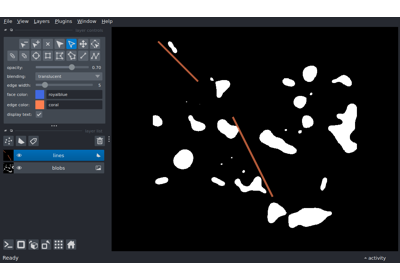 File View Layers Plugins Window Help
opacity: 0.70
blending: translucent
edge width: 5
face color: royalblue
edge color: coral
display text: ✓
lines
blobs
Ready
activity